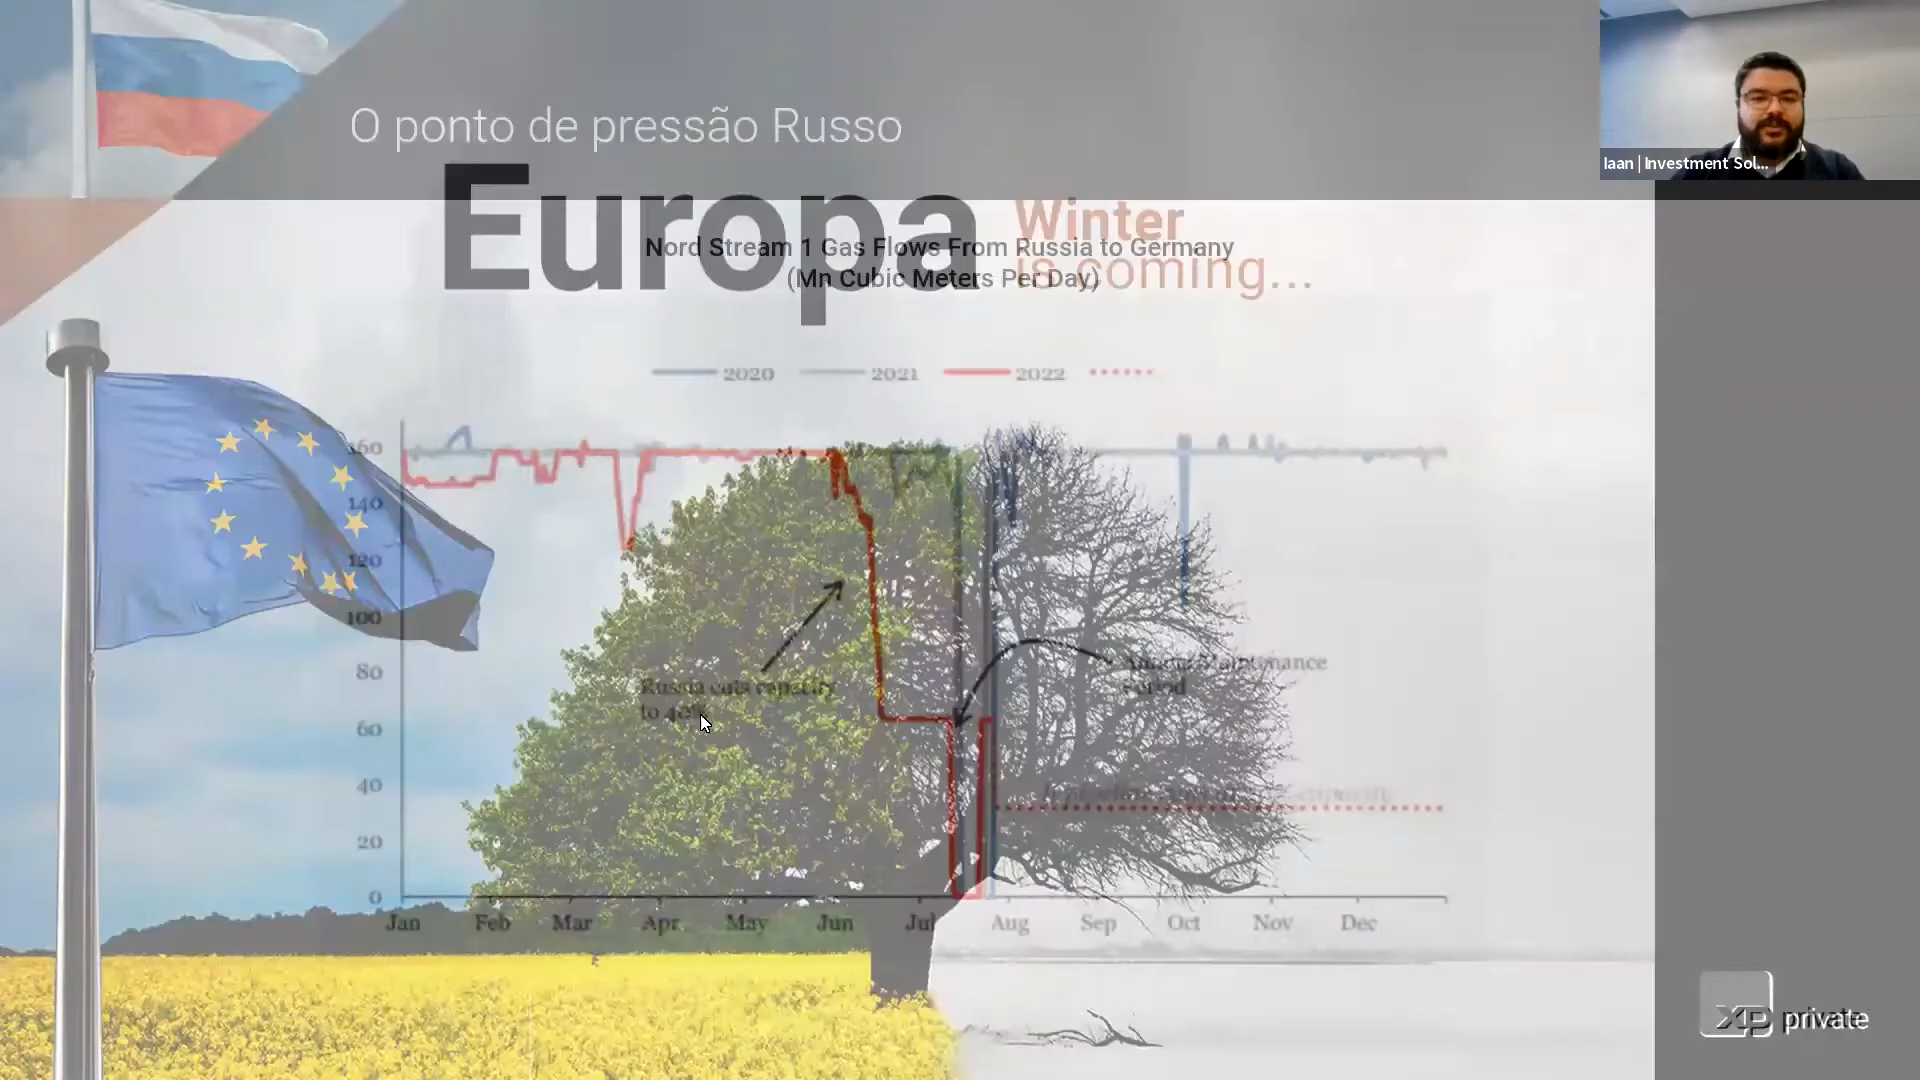 O ponto de pressão Russo
Iaan | Investment Sol...
Europa
Winter
is coming...
Nord Stream 1 Gas Flows From Russia to Germany
(Mn Cubic Meters Per Day)
2020 2021 2022
160
140
120
100
80
60
40
20
0
Russia cuts capacity
to 40%
Annual Maintenance
Period
capacity
Jan Feb Mar Apr May Jun Jul Aug Sep Oct Nov Dec
XP private